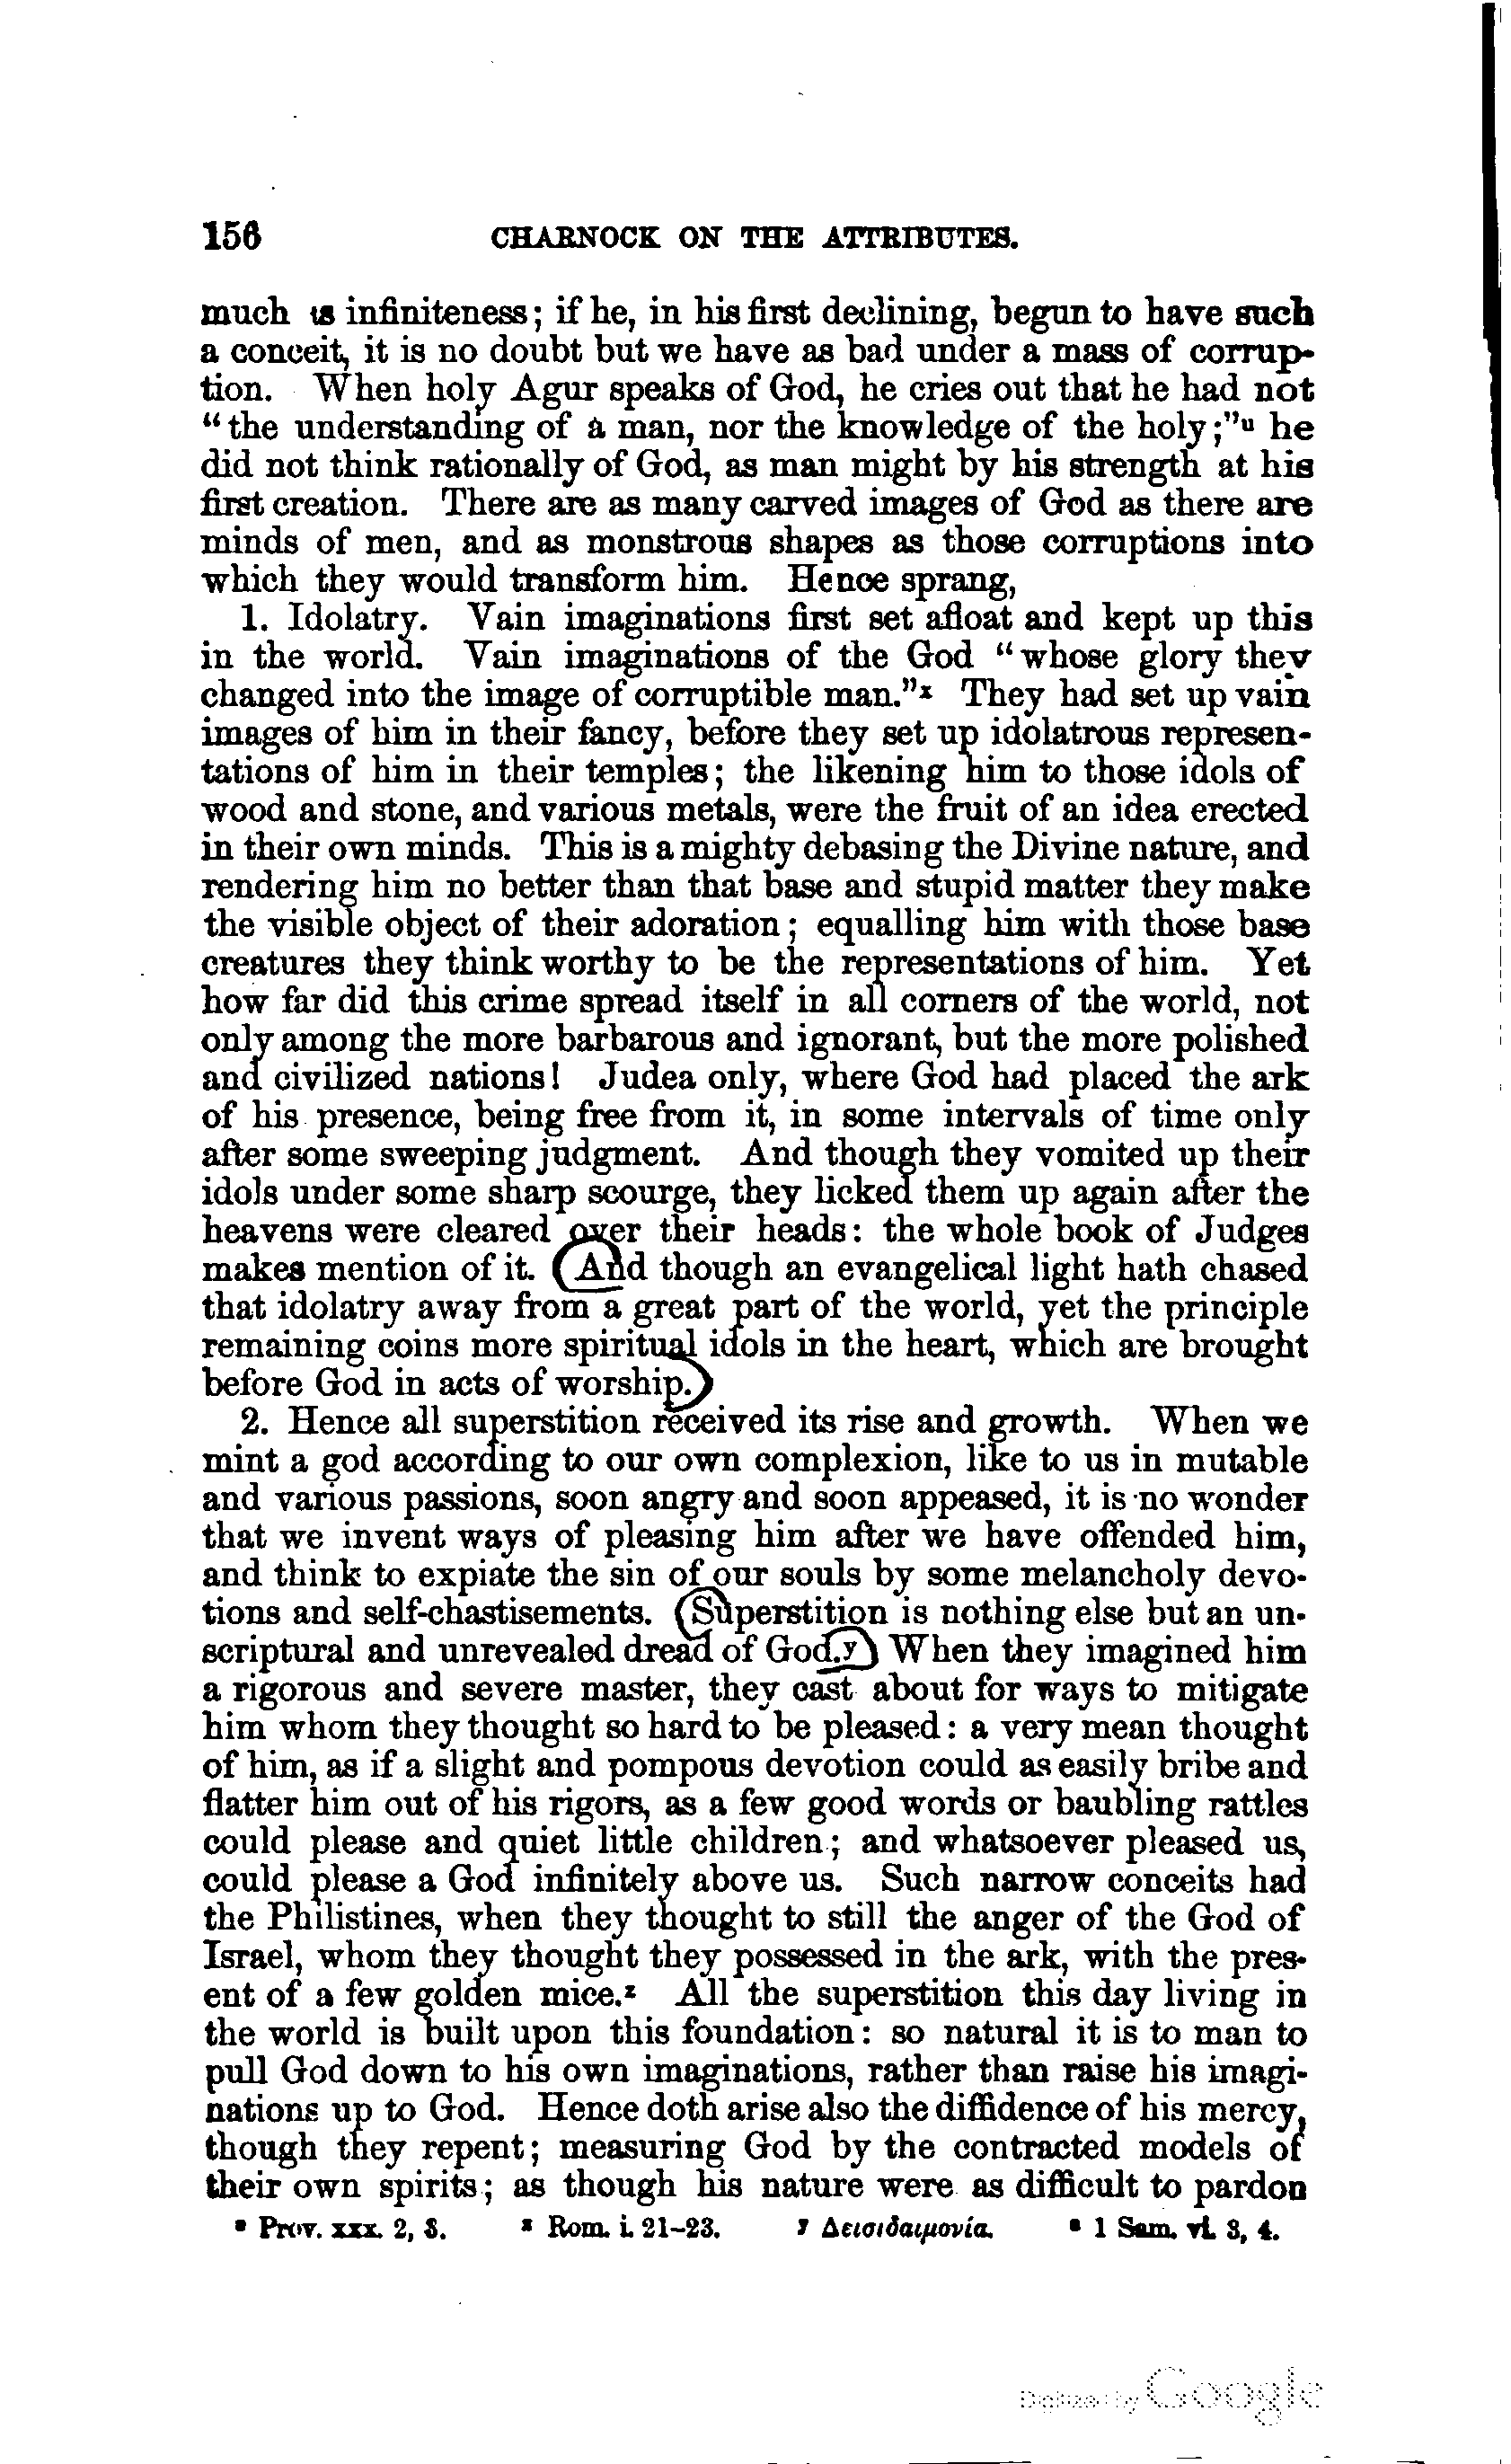 156 CHARNOCK ON THE ATTRIBUTES.
much as infiniteness; if he, in his first declining, begun to have such
a conceit, it is no doubt but we have as bad under a mass of corrup-
tion. When holy Agur speaks of God, he cries out that he had not
“the understanding of a man, nor the knowledge of the holy;”u he
did not think rationally of God, as man might by his strength at his
first creation. There are as many carved images of God as there are
minds of men, and as monstrous shapes as those corruptions into
which they would transform him. Hence sprang,
1. Idolatry. Vain imaginations first set afloat and kept up this
in the world. Vain imaginations of the God “whose glory they
changed into the image of corruptible man.”x They had set up vain
images of him in their fancy, before they set up idolatrous represen-
tations of him in their temples; the likening him to those idols of
wood and stone, and various metals, were the fruit of an idea erected
in their own minds. This is a mighty debasing the Divine nature, and
rendering him no better than that base and stupid matter they make
the visible object of their adoration; equalling him with those base
creatures they think worthy to be the representations of him. Yet
how far did this crime spread itself in all corners of the world, not
only among the more barbarous and ignorant, but the more polished
and civilized nations! Judea only, where God had placed the ark
of his presence, being free from it, in some intervals of time only
after some sweeping judgment. And though they vomited up their
idols under some sharp scourge, they licked them up again after the
heavens were cleared over their heads: the whole book of Judges
makes mention of it. And though an evangelical light hath chased
that idolatry away from a great part of the world, yet the principle
remaining coins more spiritual idols in the heart, which are brought
before God in acts of worship.
2. Hence all superstition received its rise and growth. When we
mint a god according to our own complexion, like to us in mutable
and various passions, soon angry and soon appeased, it is no wonder
that we invent ways of pleasing him after we have offended him,
and think to expiate the sin of our souls by some melancholy devo-
tions and self-chastisements. Superstition is nothing else but an un-
scriptural and unrevealed dread of God.y When they imagined him
a rigorous and severe master, they cast about for ways to mitigate
him whom they thought so hard to be pleased: a very mean thought
of him, as if a slight and pompous devotion could as easily bribe and
flatter him out of his rigors, as a few good words or baubling rattles
could please and quiet little children; and whatsoever pleased us,
could please a God infinitely above us. Such narrow conceits had
the Philistines, when they thought to still the anger of the God of
Israel, whom they thought they possessed in the ark, with the pres-
ent of a few golden mice.z All the superstition this day living in
the world is built upon this foundation: so natural it is to man to
pull God down to his own imaginations, rather than raise his imagi-
nations up to God. Hence doth arise also the diffidence of his mercy,
though they repent; measuring God by the contracted models of
their own spirits; as though his nature were as difficult to pardon
u Prov. xxx. 2, 3. x Rom. i. 21-23. y Δεισιδαιμονία. z 1 Sam. vi. 3, 4.
Digitized by Google